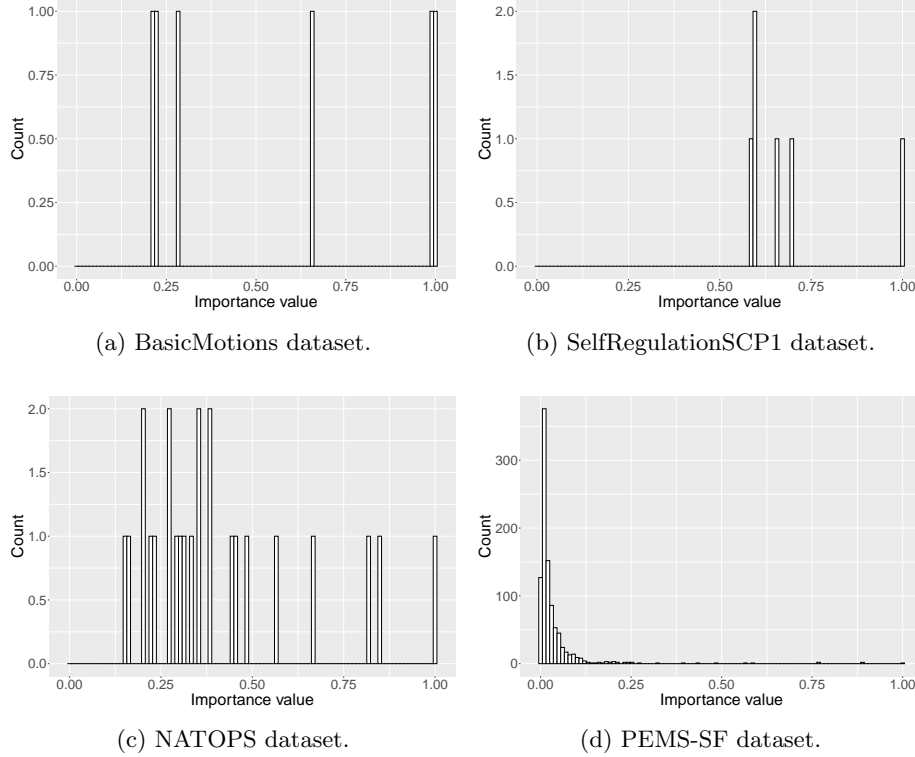 1.00
0.75
0.50
0.25
0.00
Count
0.00 0.25 0.50 0.75 1.00
Importance value
(a) BasicMotions dataset.
2.0
1.5
1.0
0.5
0.0
Count
0.00 0.25 0.50 0.75 1.00
Importance value
(b) SelfRegulationSCP1 dataset.
2.0
1.5
1.0
0.5
0.0
Count
0.00 0.25 0.50 0.75 1.00
Importance value
(c) NATOPS dataset.
300
200
100
0
Count
0.00 0.25 0.50 0.75 1.00
Importance value
(d) PEMS-SF dataset.